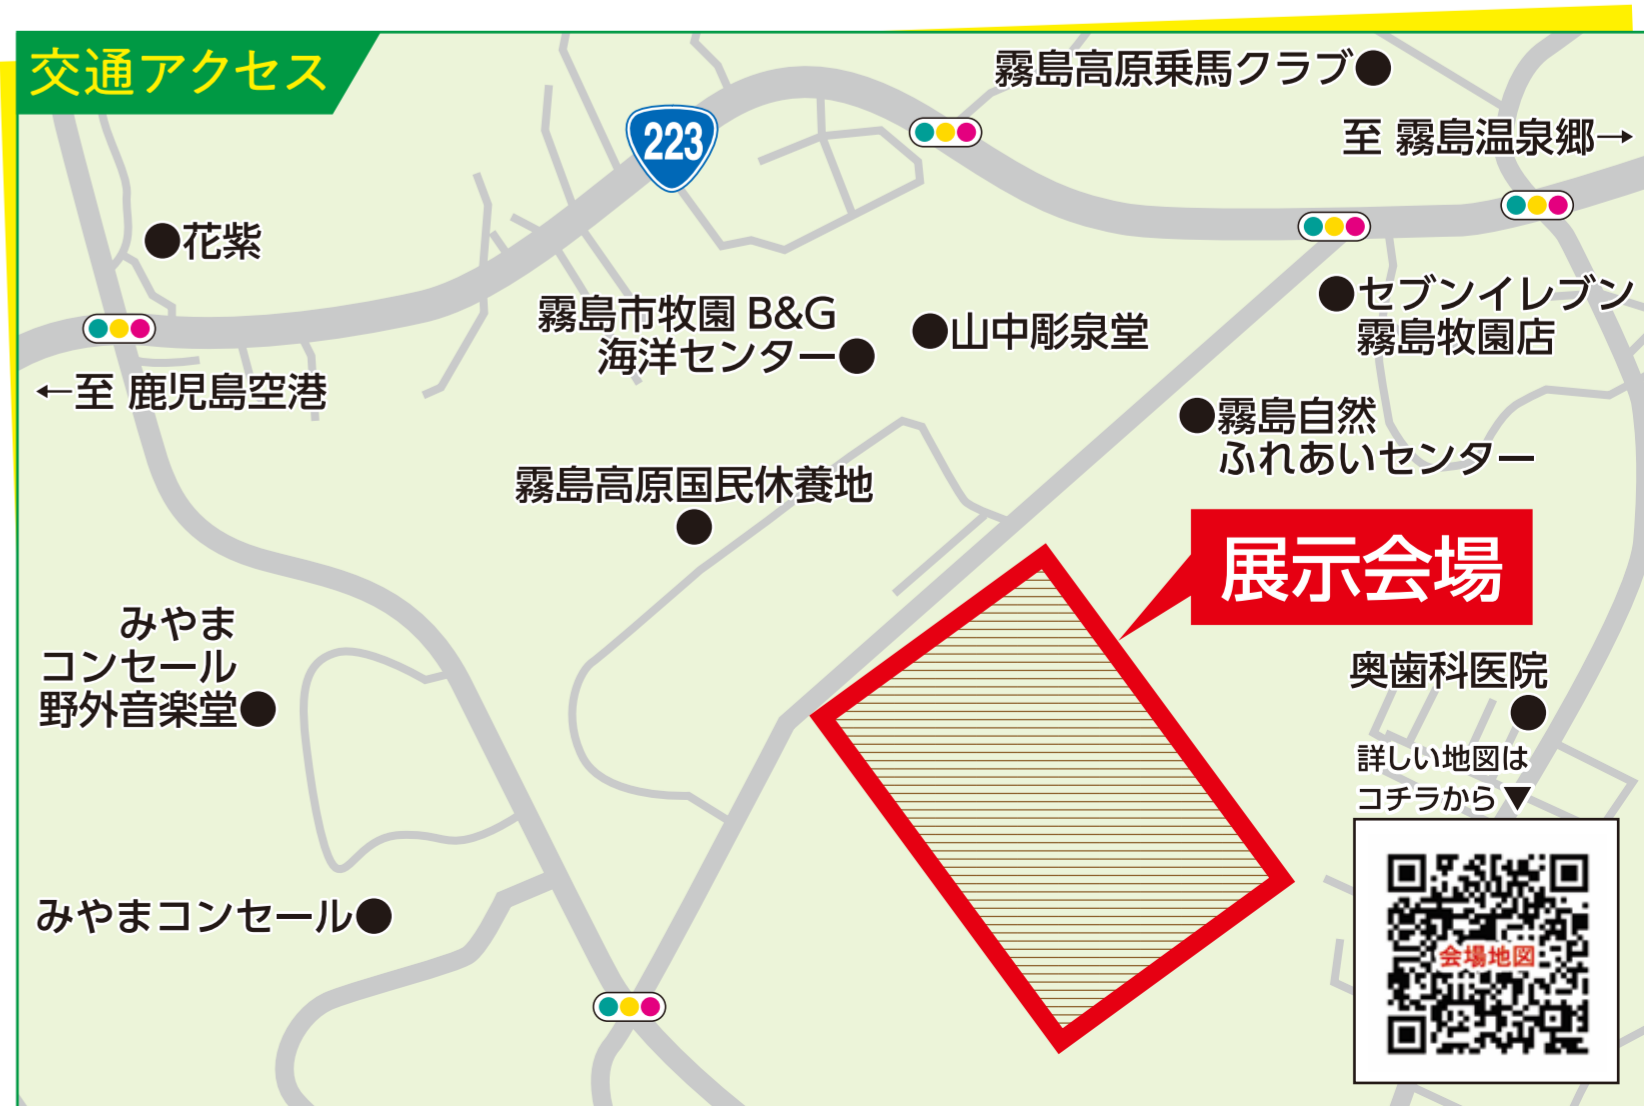 交通アクセス
霧島高原乗馬クラブ●
223
至 霧島温泉郷→
●花紫
●セブンイレブン
霧島牧園店
霧島市牧園 B&G
海洋センター●
●山中彫泉堂
←至 鹿児島空港
●霧島自然
ふれあいセンター
霧島高原国民休養地
●
展示会場
みやま
コンセール
野外音楽堂●
奥歯科医院
●
詳しい地図は
コチラから▼
みやまコンセール●
会場地図